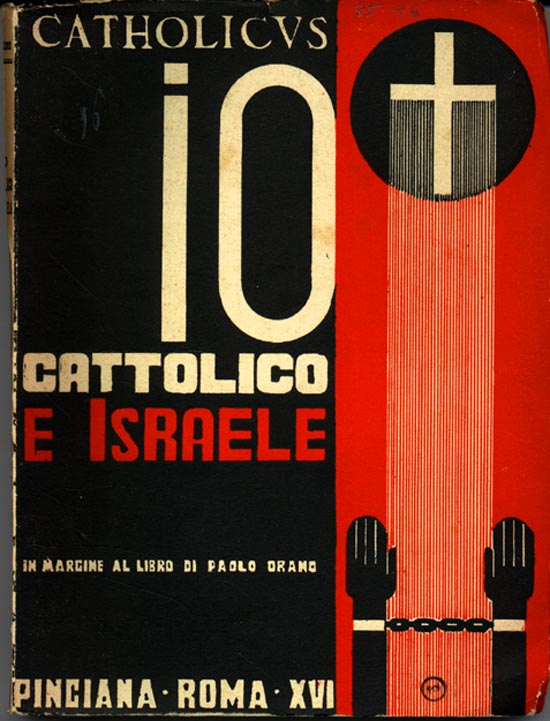 CATHOLICVS
iO
CATTOLICO
E ISRAELE
IN MARGINE AL LIBRO DI PAOLO ORANO
PINCIANA · ROMA · XVI